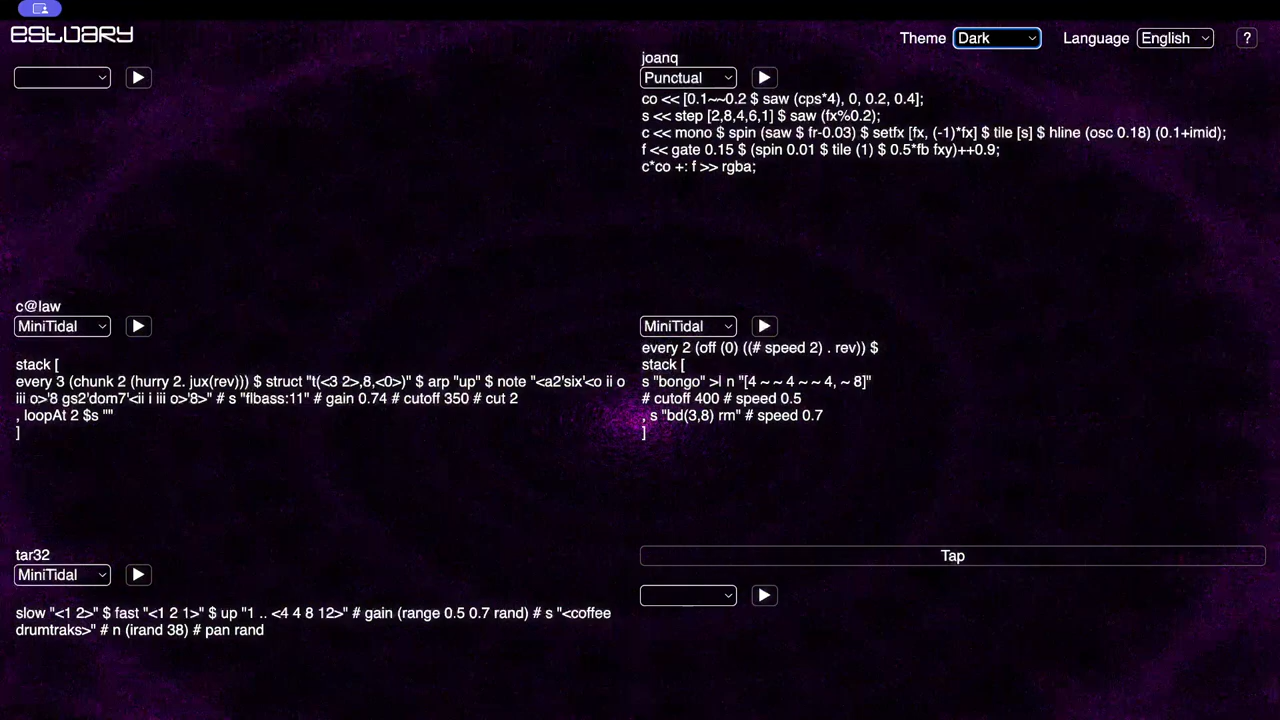 estuary
Theme Dark Language English ?
joanq
Punctual
co << [0.1~~0.2 $ saw (cps*4), 0, 0.2, 0.4];
s << step [2,8,4,6,1] $ saw (fx%0.2);
c << mono $ spin (saw $ fr-0.03) $ setfx [fx, (-1)*fx] $ tile [s] $ hline (osc 0.18) (0.1+imid);
f << gate 0.15 $ (spin 0.01 $ tile (1) $ 0.5*fb fxy)++0.9;
c*co +: f >> rgba;
c@law
MiniTidal
stack [
every 3 (chunk 2 (hurry 2. jux(rev))) $ struct "t(<3 2>,8,<0>)" $ arp "up" $ note "<a2'six'<o ii o
iii o>'8 gs2'dom7'<ii i iii o>'8>" # s "flbass:11" # gain 0.74 # cutoff 350 # cut 2
, loopAt 2 $s ""
]
MiniTidal
every 2 (off (0) ((# speed 2) . rev)) $
stack [
s "bongo" >| n "[4 ~ ~ 4 ~ ~ 4, ~ 8]"
# cutoff 400 # speed 0.5
, s "bd(3,8) rm" # speed 0.7
]
tar32
MiniTidal
slow "<1 2>" $ fast "<1 2 1>" $ up "1 .. <4 4 8 12>" # gain (range 0.5 0.7 rand) # s "<coffee
drumtraks>" # n (irand 38) # pan rand
Tap